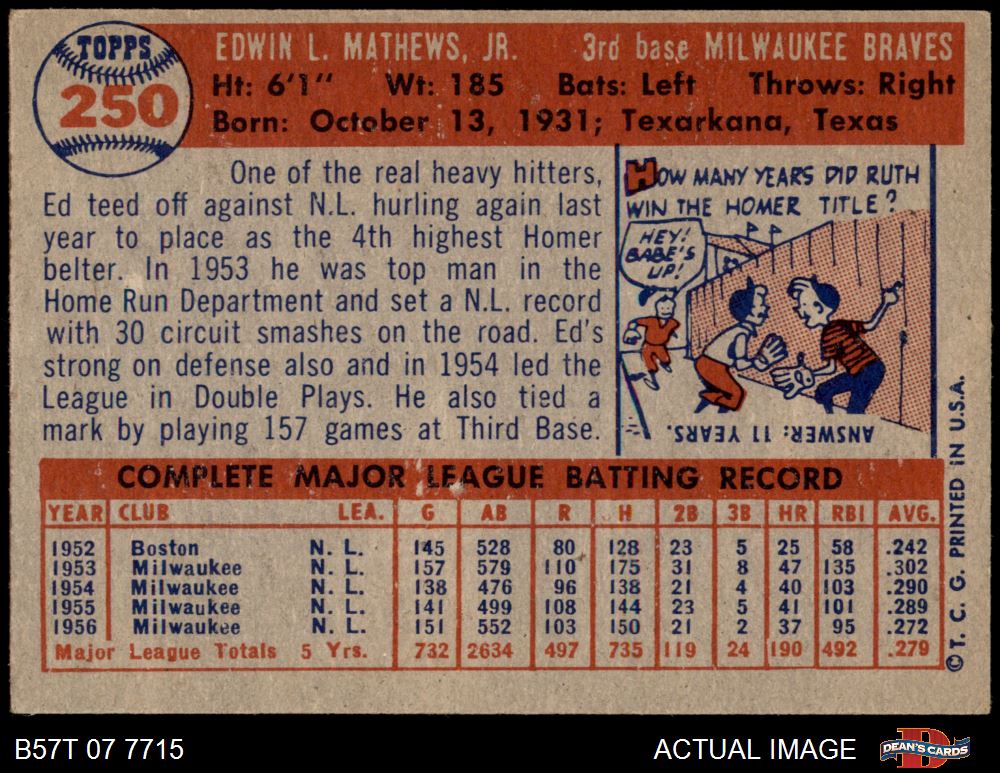 TOPPS
250
EDWIN L. MATHEWS, JR. 3rd base MILWAUKEE BRAVES
Ht: 6'1" Wt: 185 Bats: Left Throws: Right
Born: October 13, 1931; Texarkana, Texas
One of the real heavy hitters,
Ed teed off against N.L. hurling again last
year to place as the 4th highest Homer
belter. In 1953 he was top man in the
Home Run Department and set a N.L. record
with 30 circuit smashes on the road. Ed's
strong on defense also and in 1954 led the
League in Double Plays. He also tied a
mark by playing 157 games at Third Base.
HOW MANY YEARS DID RUTH
WIN THE HOMER TITLE?
HEY!
BABE'S
UP!
ANSWER: 11 YEARS.
COMPLETE MAJOR LEAGUE BATTING RECORD
YEAR CLUB LEA. G AB R H 2B 3B HR RBI AVG.
1952 Boston N. L. 145 528 80 128 23 5 25 58 .242
1953 Milwaukee N. L. 157 579 110 175 31 8 47 135 .302
1954 Milwaukee N. L. 138 476 96 138 21 4 40 103 .290
1955 Milwaukee N. L. 141 499 108 144 23 5 41 101 .289
1956 Milwaukee N. L. 151 552 103 150 21 2 37 95 .272
Major League Totals 5 Yrs. 732 2634 497 735 119 24 190 492 .279
© T. C. G. PRINTED IN U.S.A.
B57T 07 7715 ACTUAL IMAGE DEAN'S CARDS